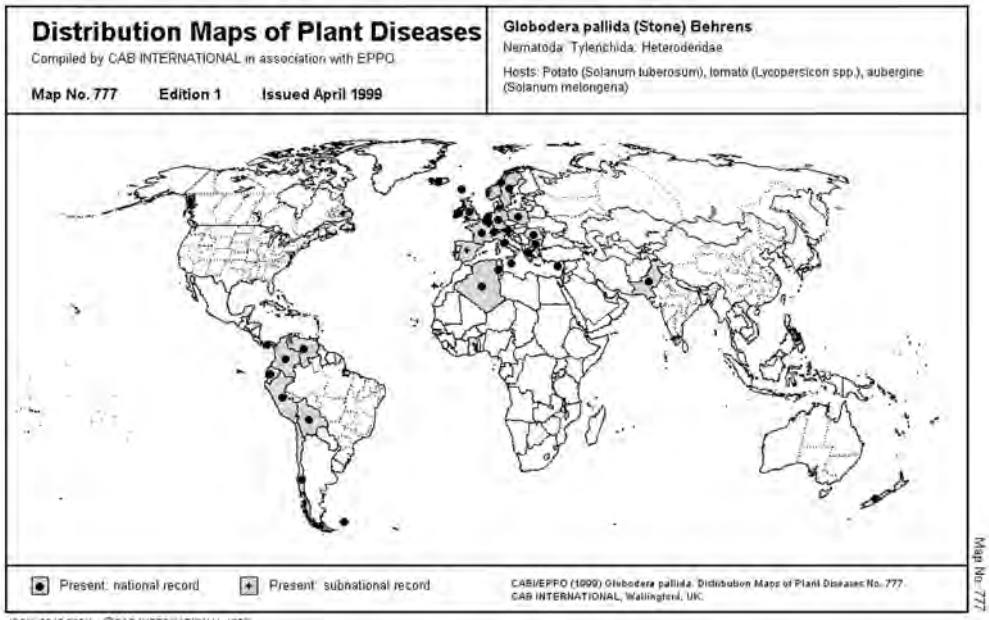 Distribution Maps of Plant Diseases
Compiled by CAB INTERNATIONAL in association with EPPO
Map No. 777 Edition 1 Issued April 1999
Globodera pallida (Stone) Behrens
Nematoda: Tylenchida: Heteroderidae
Hosts: Potato (Solanum tuberosum), tomato (Lycopersicon spp.), aubergine
(Solanum melongena)
Present: national record
Present: subnational record
CABI/EPPO (1999) Globodera pallida. Distribution Maps of Plant Diseases No. 777.
CAB INTERNATIONAL, Wallingford, UK.
Map No. 777